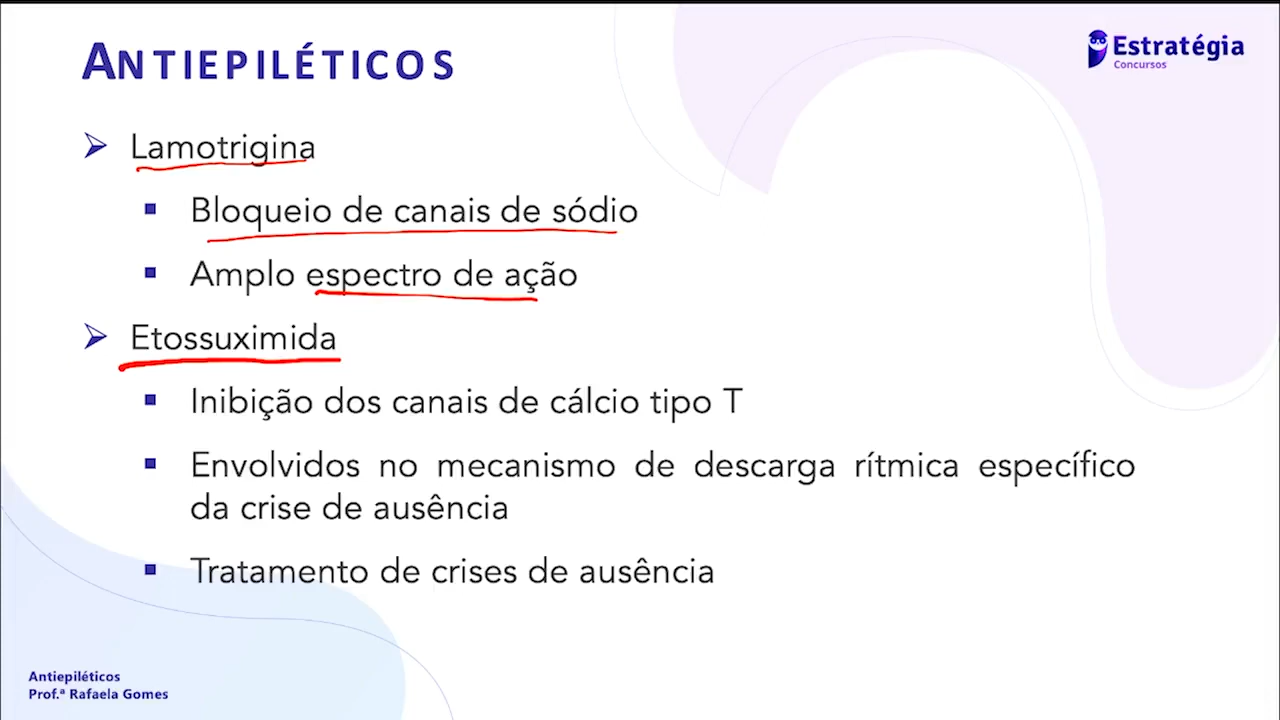 ANTIEPILÉTICOS
Estratégia
Concursos
Lamotrigina
Bloqueio de canais de sódio
Amplo espectro de ação
Etossuximida
Inibição dos canais de cálcio tipo T
Envolvidos no mecanismo de descarga rítmica específico
da crise de ausência
Tratamento de crises de ausência
Antiepiléticos
Prof.ª Rafaela Gomes